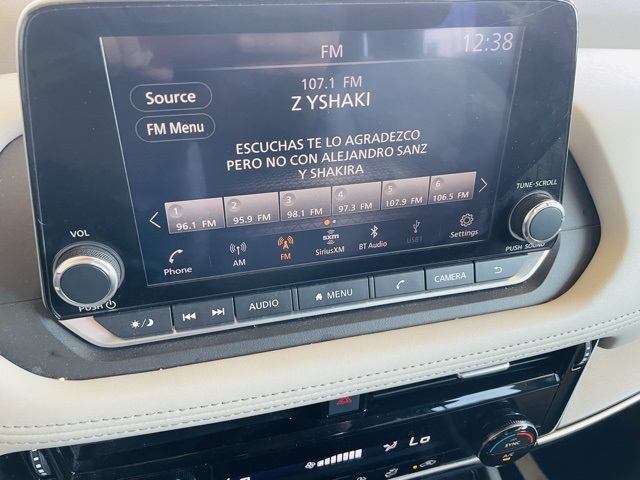 FM
12:38
107.1 FM
Source
Z YSHAKI
FM Menu
ESCUCHAS TE LO AGRADEZCO
PERO NO CON ALEJANDRO SANZ
Y SHAKIRA
1
96.1 FM
2
95.9 FM
3
98.1 FM
4
97.3 FM
5
107.9 FM
6
106.5 FM
Phone
AM
FM
sxm
SiriusXM
BT Audio
USB1
Settings
VOL
PUSH
TUNE-SCROLL
PUSH SOUND
AUDIO
MENU
CAMERA
Lo
SYNC
A/C